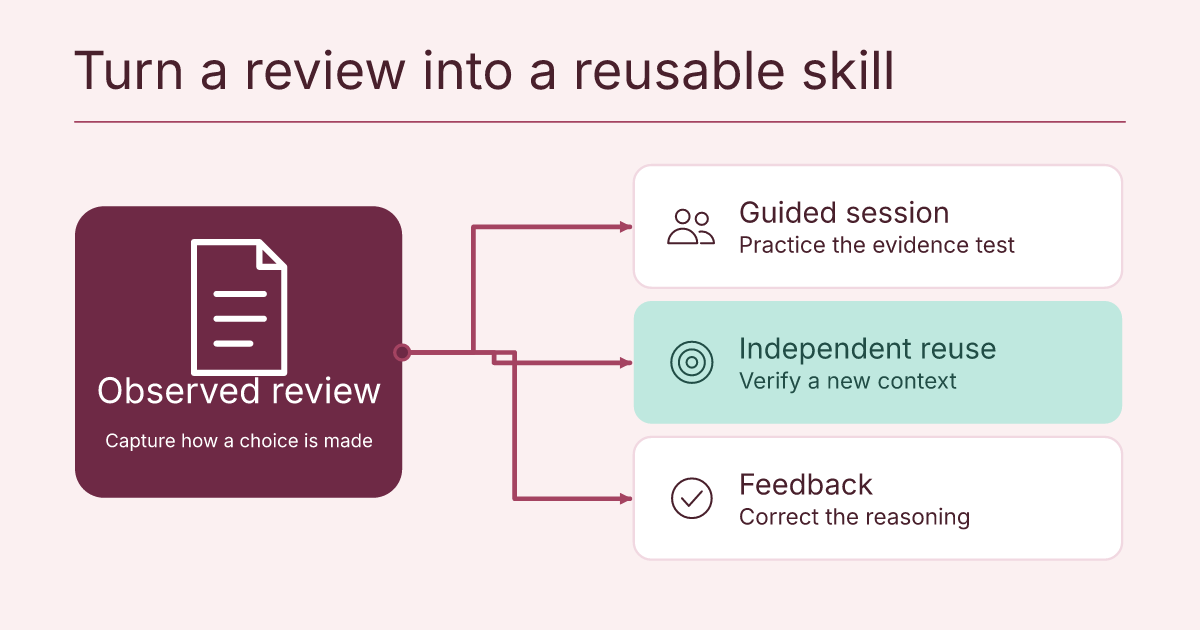 Turn a review into a reusable skill
Observed review
Capture how a choice is made
Guided session
Practice the evidence test
Independent reuse
Verify a new context
Feedback
Correct the reasoning